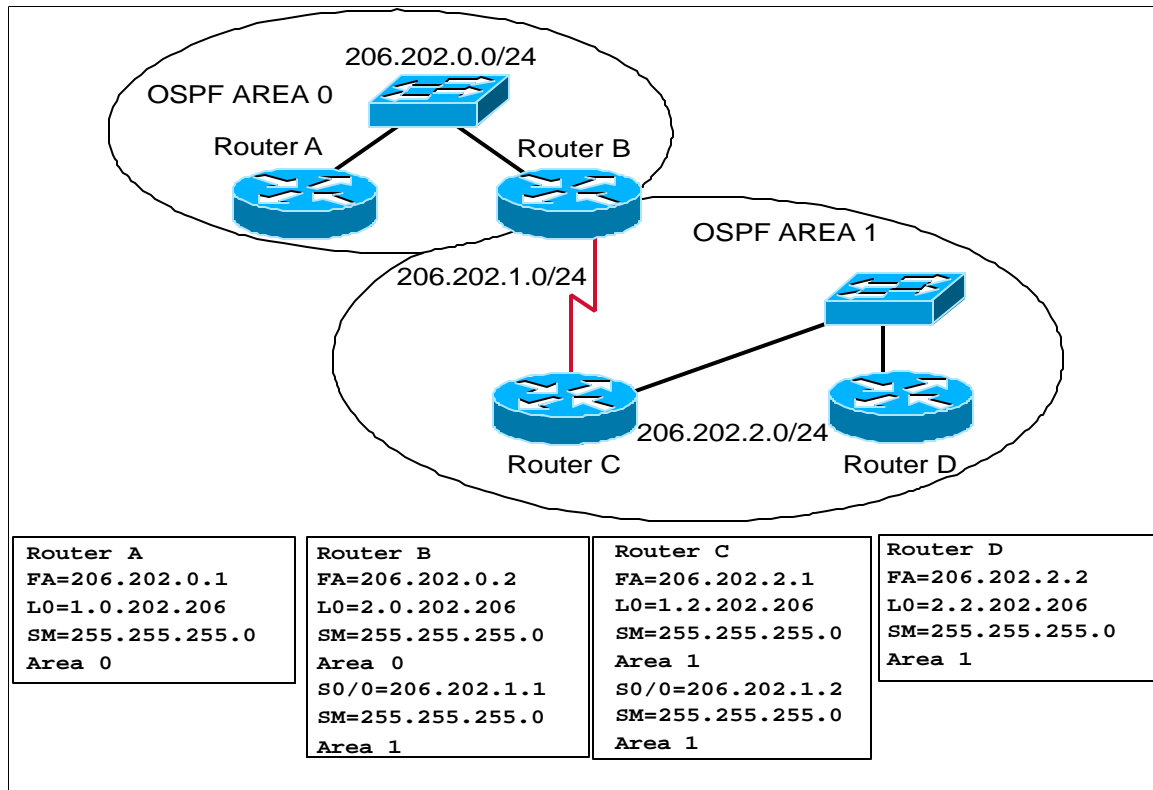 206.202.0.0/24
OSPF AREA 0
Router A
Router B
OSPF AREA 1
206.202.1.0/24
206.202.2.0/24
Router C
Router D
Router A
FA=206.202.0.1
L0=1.0.202.206
SM=255.255.255.0
Area 0
Router B
FA=206.202.0.2
L0=2.0.202.206
SM=255.255.255.0
Area 0
S0/0=206.202.1.1
SM=255.255.255.0
Area 1
Router C
FA=206.202.2.1
L0=1.2.202.206
SM=255.255.255.0
Area 1
S0/0=206.202.1.2
SM=255.255.255.0
Area 1
Router D
FA=206.202.2.2
L0=2.2.202.206
SM=255.255.255.0
Area 1